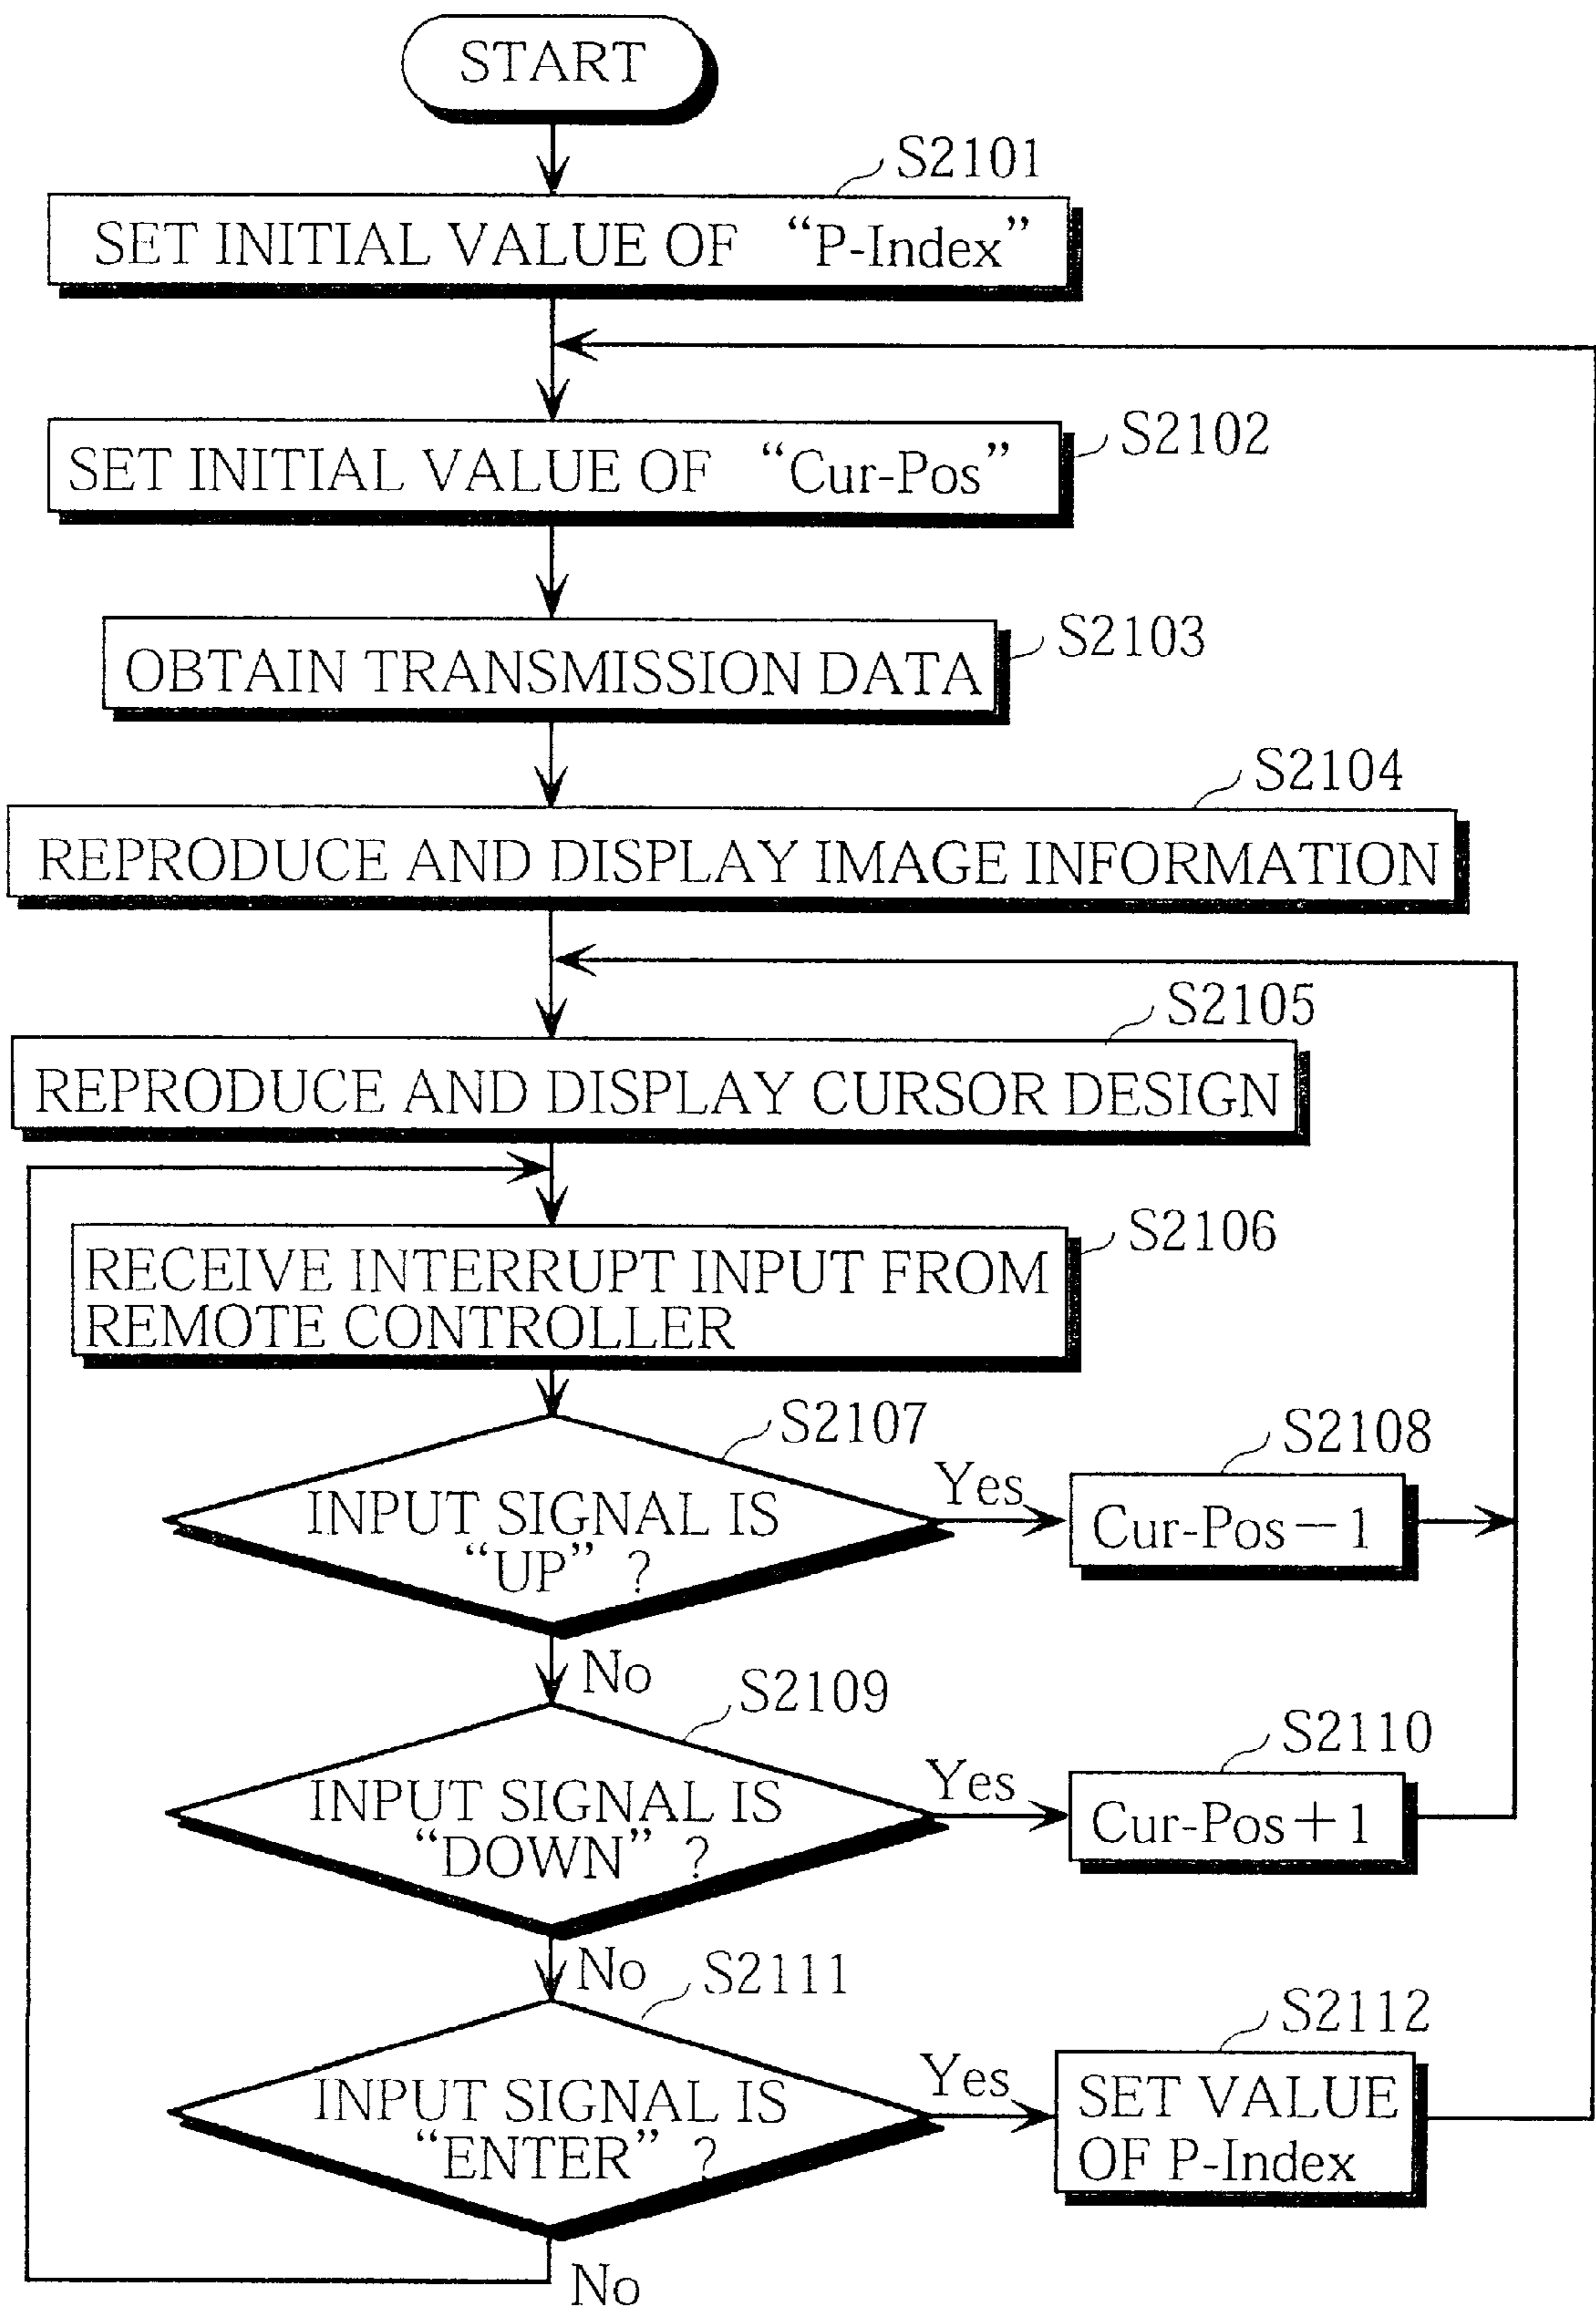 START
S2101
SET INITIAL VALUE OF “P-Index”
S2102
SET INITIAL VALUE OF “Cur-Pos”
S2103
OBTAIN TRANSMISSION DATA
S2104
REPRODUCE AND DISPLAY IMAGE INFORMATION
S2105
REPRODUCE AND DISPLAY CURSOR DESIGN
S2106
RECEIVE INTERRUPT INPUT FROM
REMOTE CONTROLLER
S2107
INPUT SIGNAL IS
“UP” ?
Yes
S2108
Cur-Pos−1
No
S2109
INPUT SIGNAL IS
“DOWN” ?
Yes
S2110
Cur-Pos+1
No
S2111
INPUT SIGNAL IS
“ENTER” ?
Yes
S2112
SET VALUE
OF P-Index
No